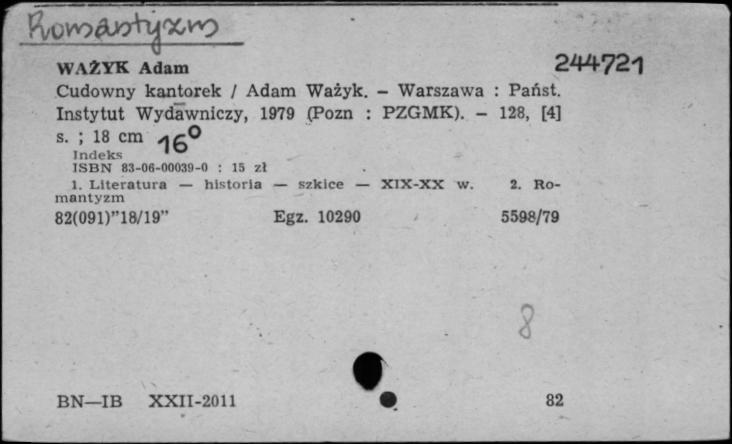 Romantyzm
WAŻYK Adam 244721
Cudowny kantorek / Adam Ważyk. — Warszawa : Państ.
Instytut Wydawniczy, 1979 (Pozn : PZGMK). — 128, [4]
s. ; 18 cm 16°
Indeks
ISBN 83-06-00039-0 : 15 zł
1. Literatura — historia — szkice — XIX-XX w. 2. Ro-
mantyzm
82(091)"18/19" Egz. 10290 5598/79
8
BN—IB XXII-2011 82